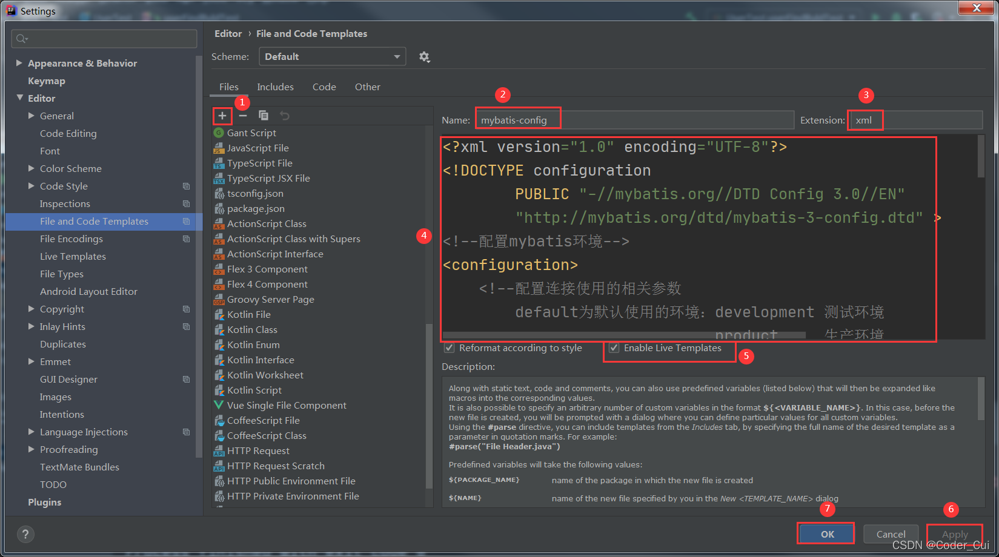 Settings
Editor › File and Code Templates
Scheme: Default
Appearance & Behavior
Keymap
Editor
General
Code Editing
Font
Color Scheme
Code Style
Inspections
File and Code Templates
File Encodings
Live Templates
File Types
Android Layout Editor
Copyright
Inlay Hints
Duplicates
Emmet
GUI Designer
Images
Intentions
Language Injections
Proofreading
TextMate Bundles
TODO
Plugins
Files Includes Code Other
1
Gant Script
JavaScript File
TypeScript File
TypeScript JSX File
tsconfig.json
package.json
ActionScript Class
ActionScript Class with Supers
ActionScript Interface
Flex 3 Component
Flex 4 Component
Groovy Server Page
Kotlin File
Kotlin Class
Kotlin Enum
Kotlin Interface
Kotlin Worksheet
Kotlin Script
Vue Single File Component
CoffeeScript File
CoffeeScript Class
HTTP Request
HTTP Request Scratch
HTTP Public Environment File
HTTP Private Environment File
2 3
Name: mybatis-config Extension: xml
4
<?xml version="1.0" encoding="UTF-8"?>
<!DOCTYPE configuration
PUBLIC "-//mybatis.org//DTD Config 3.0//EN"
"http://mybatis.org/dtd/mybatis-3-config.dtd" >
<!--配置mybatis环境-->
<configuration>
<!--配置连接使用的相关参数
default为默认使用的环境: development 测试环境
product 生产环境
Reformat according to style Enable Live Templates 5
Description:
Along with static text, code and comments, you can also use predefined variables (listed below) that will then be expanded like
macros into the corresponding values.
It is also possible to specify an arbitrary number of custom variables in the format ${<VARIABLE_NAME>}. In this case, before the
new file is created, you will be prompted with a dialog where you can define particular values for all custom variables.
Using the #parse directive, you can include templates from the Includes tab, by specifying the full name of the desired template as a
parameter in quotation marks. For example:
#parse("File Header.java")
Predefined variables will take the following values:
${PACKAGE_NAME} name of the package in which the new file is created
${NAME} name of the new file specified by you in the New <TEMPLATE_NAME> dialog
7 6
? OK Cancel Apply
CSDN @Coder_Cui